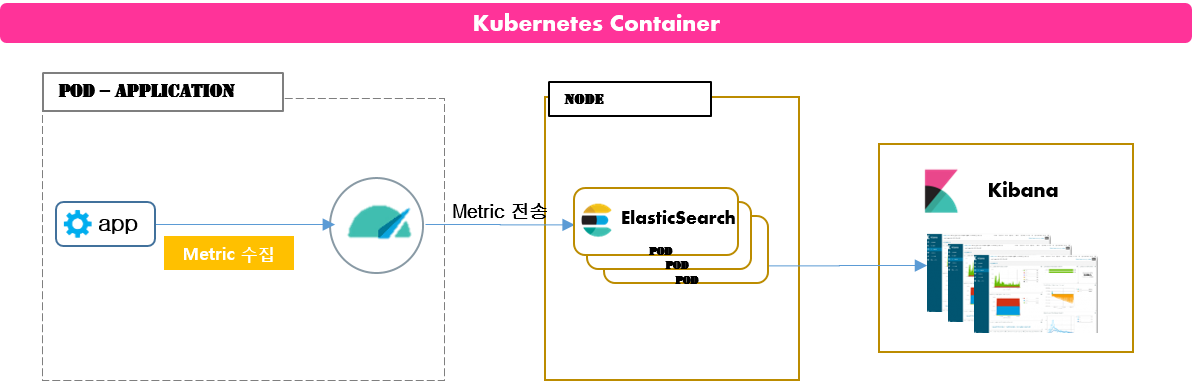 Kubernetes Container
POD – APPLICATION
NODE
app
Metric 수집
Metric 전송
ElasticSearch
POD
POD
POD
Kibana